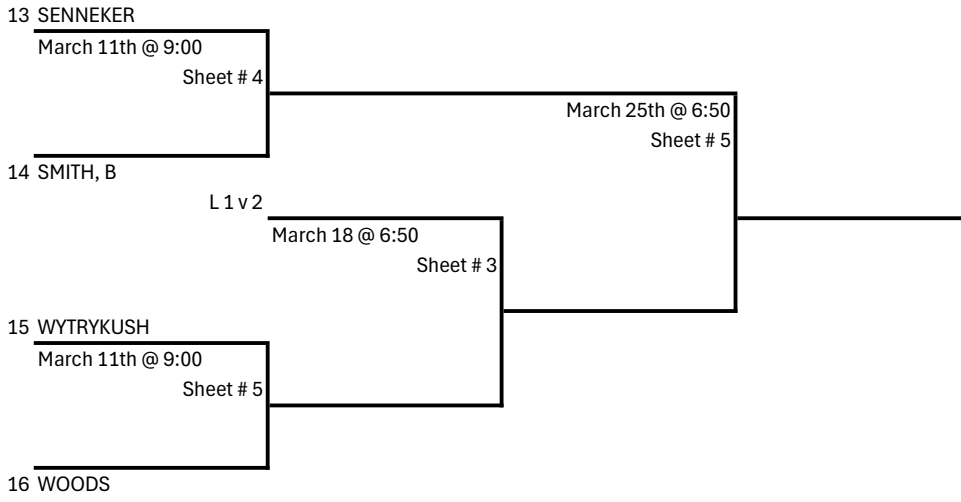 13 SENNEKER
March 11th @ 9:00
Sheet # 4
March 25th @ 6:50
Sheet # 5
14 SMITH, B
L 1 v 2
March 18 @ 6:50
Sheet # 3
15 WYTRYKUSH
March 11th @ 9:00
Sheet # 5
16 WOODS